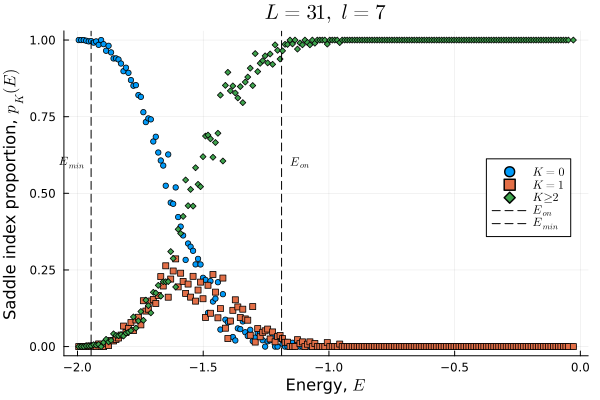 L = 31, l = 7
Saddle index proportion, p_K(E)
1.00
0.75
0.50
0.25
0.00
E_min
E_on
K = 0
K = 1
K ≥ 2
E_on
E_min
−2.0
−1.5
−1.0
−0.5
0.0
Energy, E